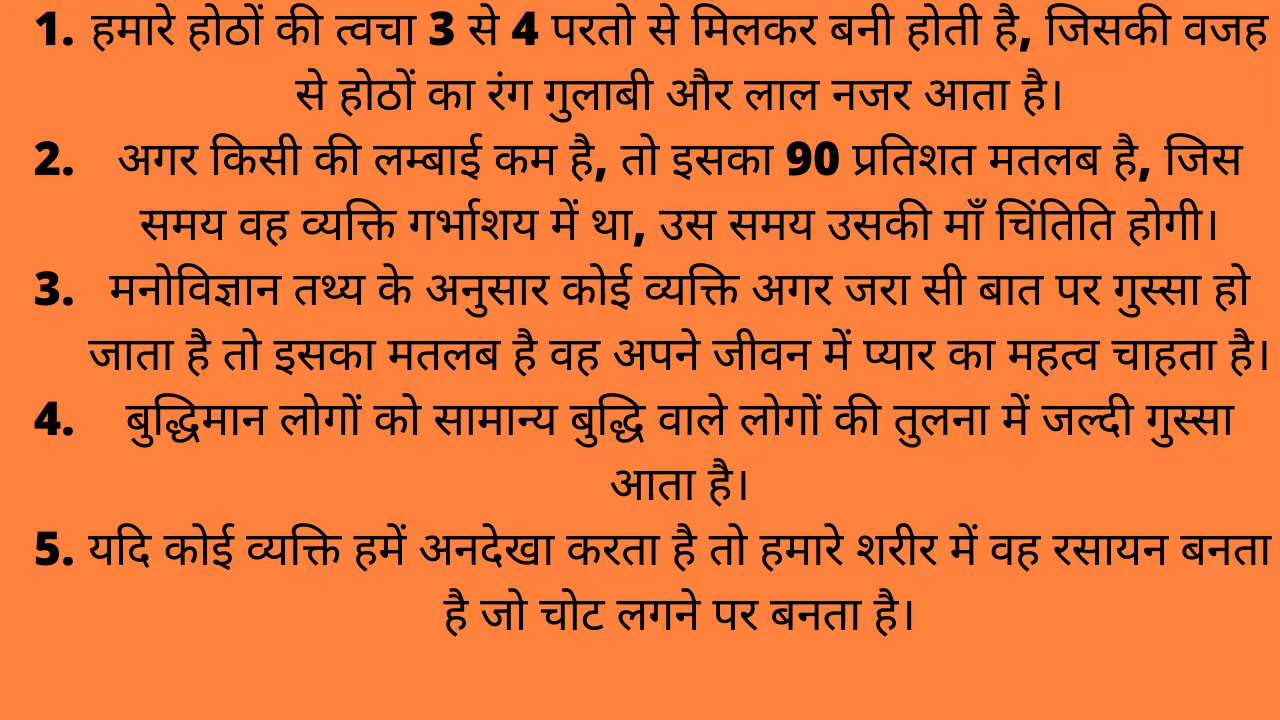 1. हमारे होठों की त्वचा 3 से 4 परतो से मिलकर बनी होती है, जिसकी वजह
से होठों का रंग गुलाबी और लाल नजर आता है।
2. अगर किसी की लम्बाई कम है, तो इसका 90 प्रतिशत मतलब है, जिस
समय वह व्यक्ति गर्भाशय में था, उस समय उसकी माँ चिंतिति होगी।
3. मनोविज्ञान तथ्य के अनुसार कोई व्यक्ति अगर जरा सी बात पर गुस्सा हो
जाता है तो इसका मतलब है वह अपने जीवन में प्यार का महत्व चाहता है।
4. बुद्धिमान लोगों को सामान्य बुद्धि वाले लोगों की तुलना में जल्दी गुस्सा
आता है।
5. यदि कोई व्यक्ति हमें अनदेखा करता है तो हमारे शरीर में वह रसायन बनता
है जो चोट लगने पर बनता है।